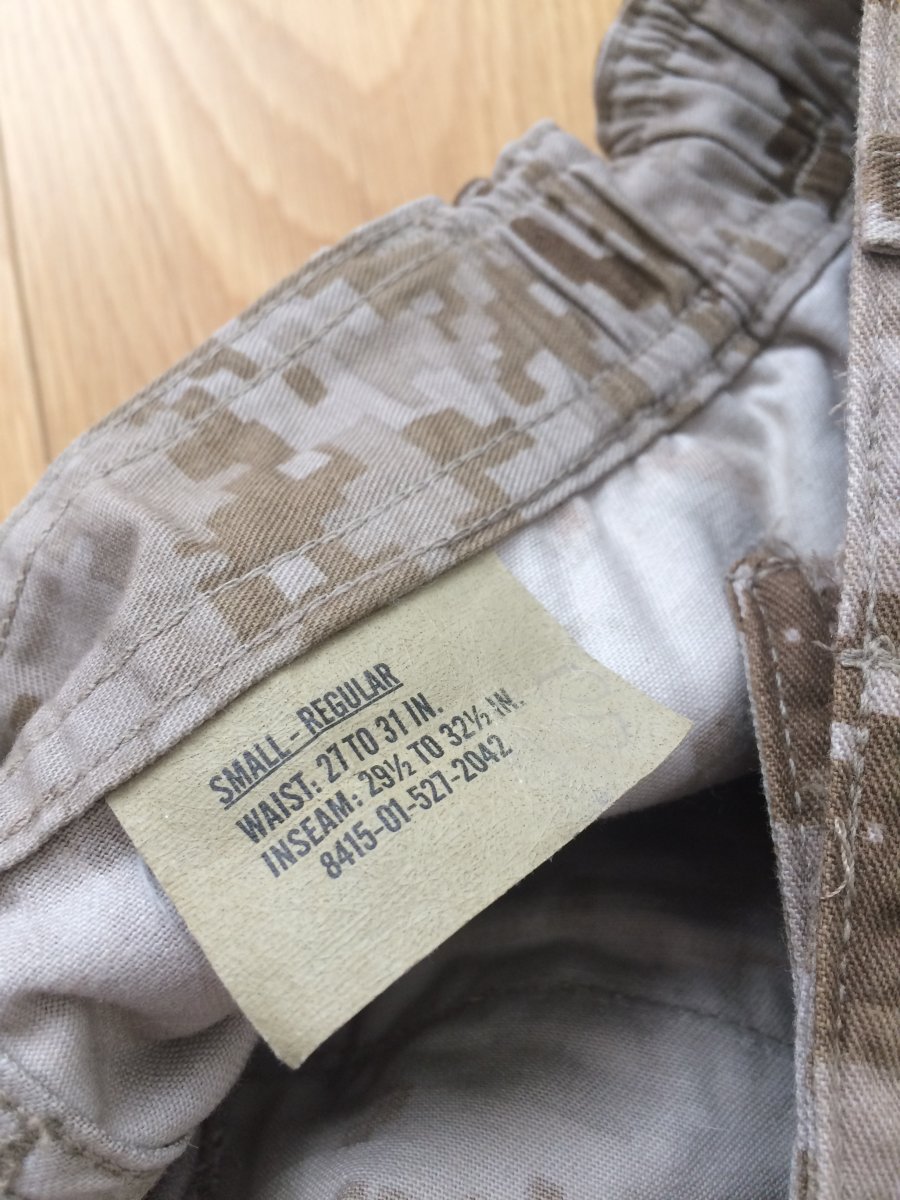 SMALL - REGULAR
WAIST: 27 TO 31 IN.
INSEAM: 29½ TO 32½ IN.
8415-01-527-2042